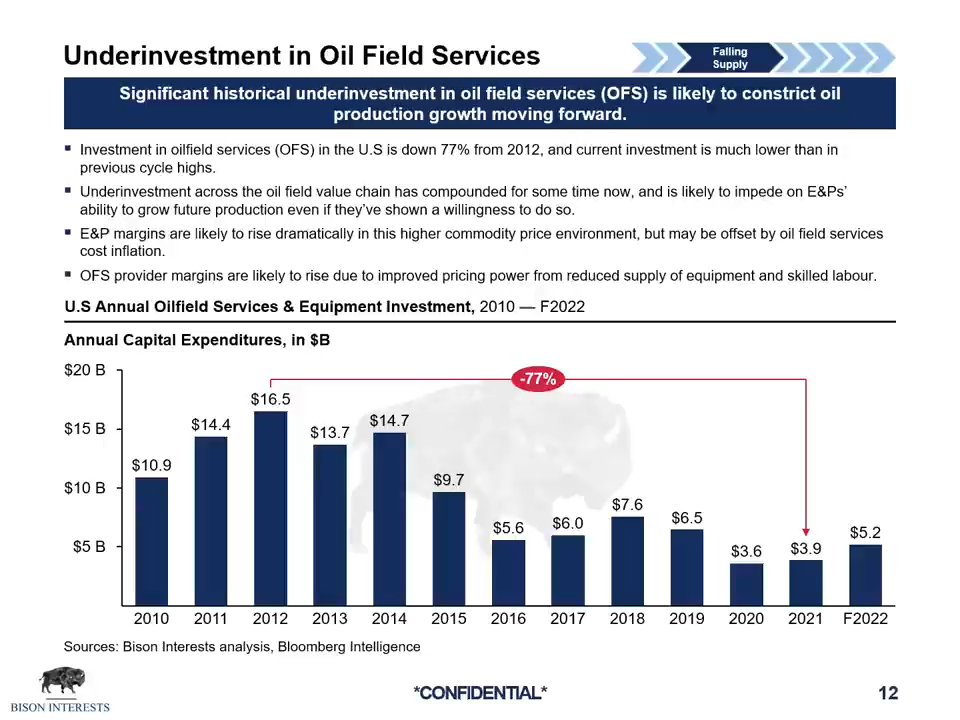 Underinvestment in Oil Field Services
Falling
Supply
Significant historical underinvestment in oil field services (OFS) is likely to constrict oil
production growth moving forward.
▪ Investment in oilfield services (OFS) in the U.S is down 77% from 2012, and current investment is much lower than in
previous cycle highs.
▪ Underinvestment across the oil field value chain has compounded for some time now, and is likely to impede on E&Ps’
ability to grow future production even if they’ve shown a willingness to do so.
▪ E&P margins are likely to rise dramatically in this higher commodity price environment, but may be offset by oil field services
cost inflation.
▪ OFS provider margins are likely to rise due to improved pricing power from reduced supply of equipment and skilled labour.
U.S Annual Oilfield Services & Equipment Investment, 2010 — F2022
Annual Capital Expenditures, in $B
$20 B
$15 B
$10 B
$5 B
-77%
$10.9
$14.4
$16.5
$13.7
$14.7
$9.7
$5.6
$6.0
$7.6
$6.5
$3.6
$3.9
$5.2
2010 2011 2012 2013 2014 2015 2016 2017 2018 2019 2020 2021 F2022
Sources: Bison Interests analysis, Bloomberg Intelligence
BISON INTERESTS
*CONFIDENTIAL*
12